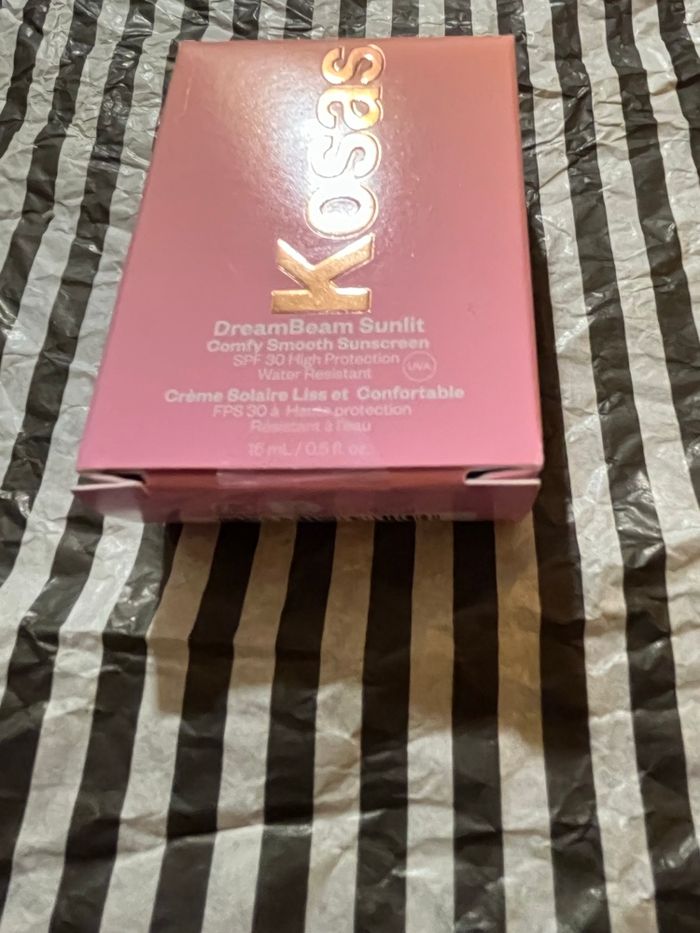 Kosas
DreamBeam Sunlit
Comfy Smooth Sunscreen
SPF 30 High Protection
Water Resistant
UVA
Crème Solaire Liss et Confortable
FPS 30 à Haute protection
Résistant à l'eau
15 mL / 0.5 fl. oz.